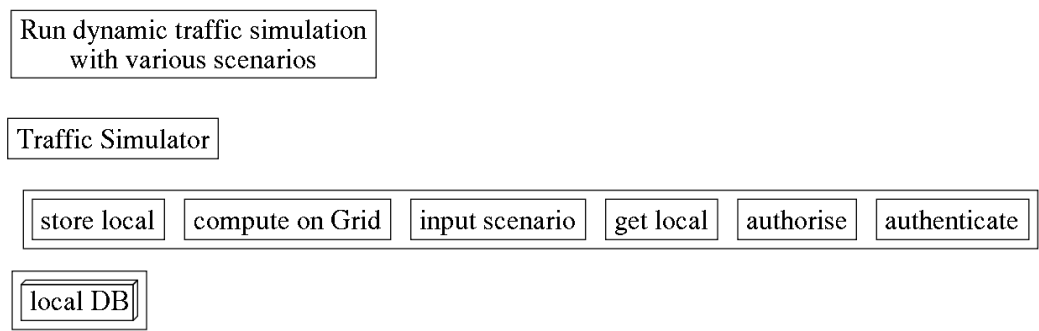 Run dynamic traffic simulation
with various scenarios
Traffic Simulator
store local compute on Grid input scenario get local authorise authenticate
local DB